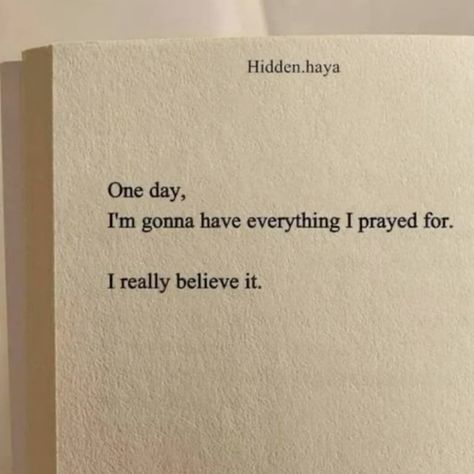 Hidden.haya
One day,
I'm gonna have everything I prayed for.
I really believe it.